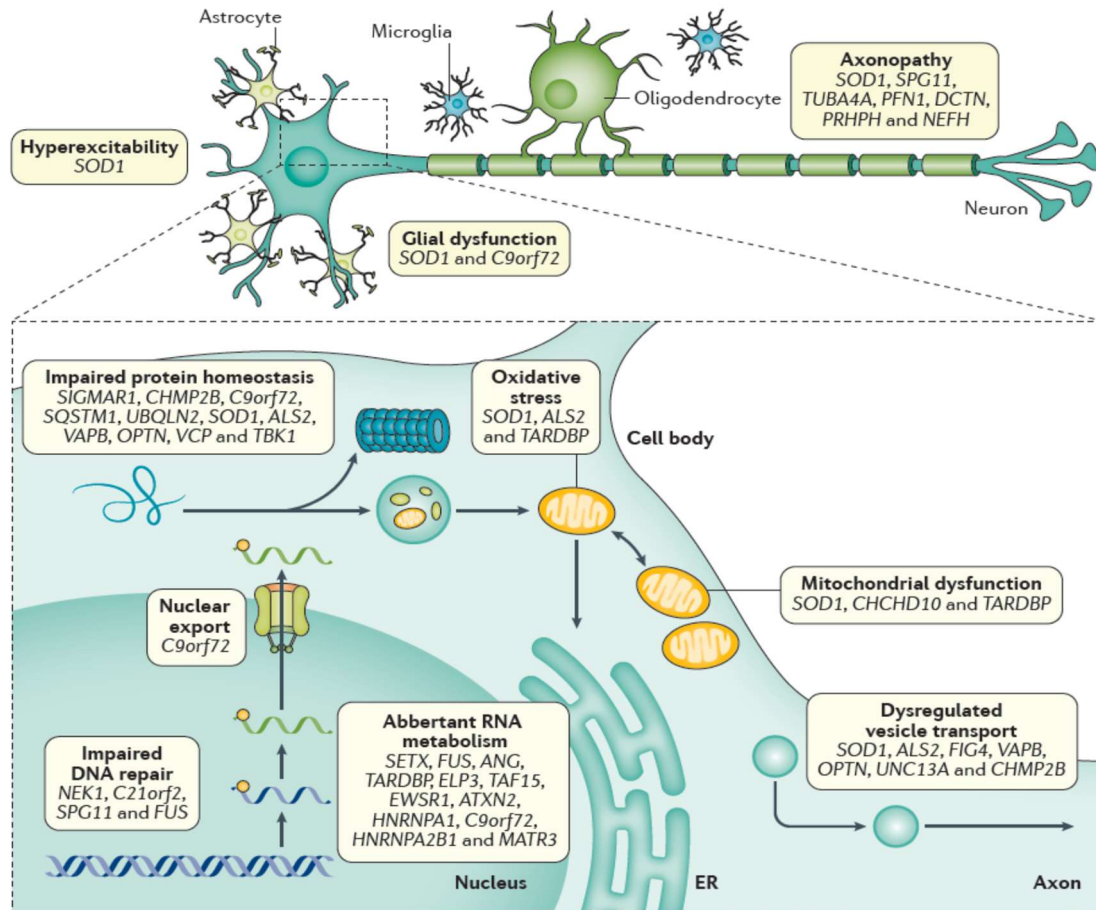 Astrocyte
Microglia
Oligodendrocyte
Axonopathy
SOD1, SPG11,
TUBA4A, PFN1, DCTN,
PRHPH and NEFH
Hyperexcitability
SOD1
Neuron
Glial dysfunction
SOD1 and C9orf72
Impaired protein homeostasis
SIGMAR1, CHMP2B, C9orf72,
SQSTM1, UBQLN2, SOD1, ALS2,
VAPB, OPTN, VCP and TBK1
Oxidative
stress
SOD1, ALS2
and TARDBP
Cell body
Mitochondrial dysfunction
SOD1, CHCHD10 and TARDBP
Nuclear
export
C9orf72
Impaired
DNA repair
NEK1, C21orf2,
SPG11 and FUS
Abbertant RNA
metabolism
SETX, FUS, ANG,
TARDBP, ELP3, TAF15,
EWSR1, ATXN2,
HNRNPA1, C9orf72,
HNRNPA2B1 and MATR3
Dysregulated
vesicle transport
SOD1, ALS2, FIG4, VAPB,
OPTN, UNC13A and CHMP2B
Nucleus
ER
Axon